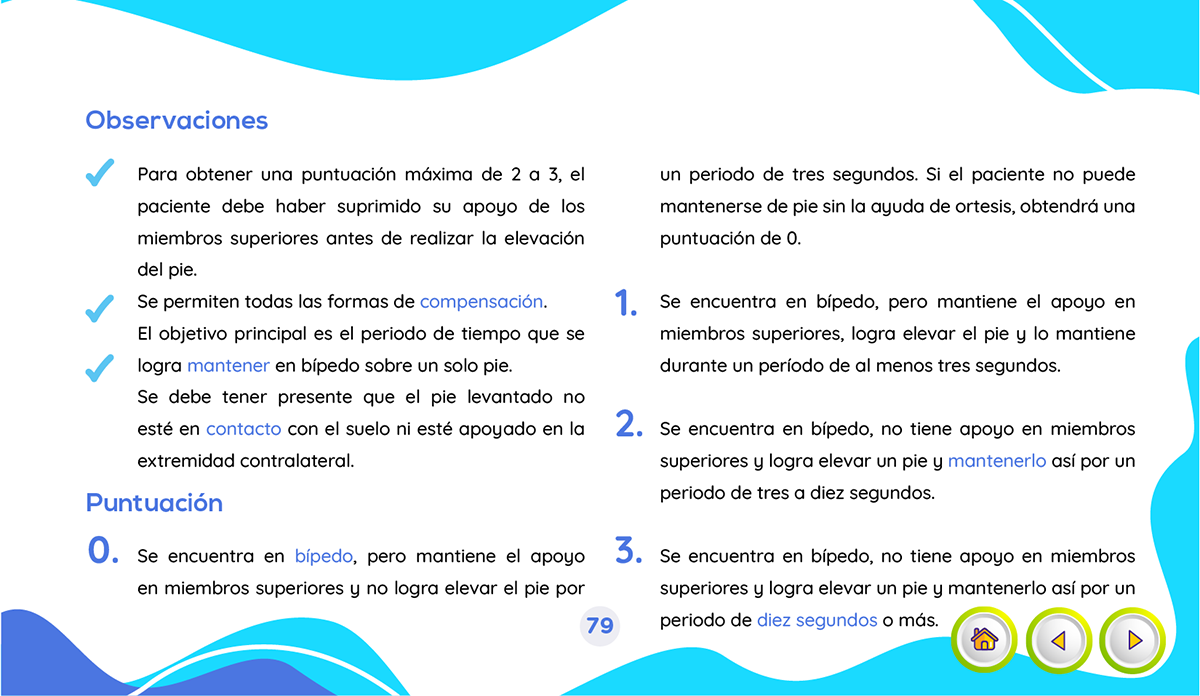 Observaciones
Para obtener una puntuación máxima de 2 a 3, el
paciente debe haber suprimido su apoyo de los
miembros superiores antes de realizar la elevación
del pie.
Se permiten todas las formas de compensación.
El objetivo principal es el periodo de tiempo que se
logra mantener en bípedo sobre un solo pie.
Se debe tener presente que el pie levantado no
esté en contacto con el suelo ni esté apoyado en la
extremidad contralateral.
Puntuación
0. Se encuentra en bípedo, pero mantiene el apoyo
en miembros superiores y no logra elevar el pie por
un periodo de tres segundos. Si el paciente no puede
mantenerse de pie sin la ayuda de ortesis, obtendrá una
puntuación de 0.
1. Se encuentra en bípedo, pero mantiene el apoyo en
miembros superiores, logra elevar el pie y lo mantiene
durante un período de al menos tres segundos.
2. Se encuentra en bípedo, no tiene apoyo en miembros
superiores y logra elevar un pie y mantenerlo así por un
periodo de tres a diez segundos.
3. Se encuentra en bípedo, no tiene apoyo en miembros
superiores y logra elevar un pie y mantenerlo así por un
periodo de diez segundos o más.
79